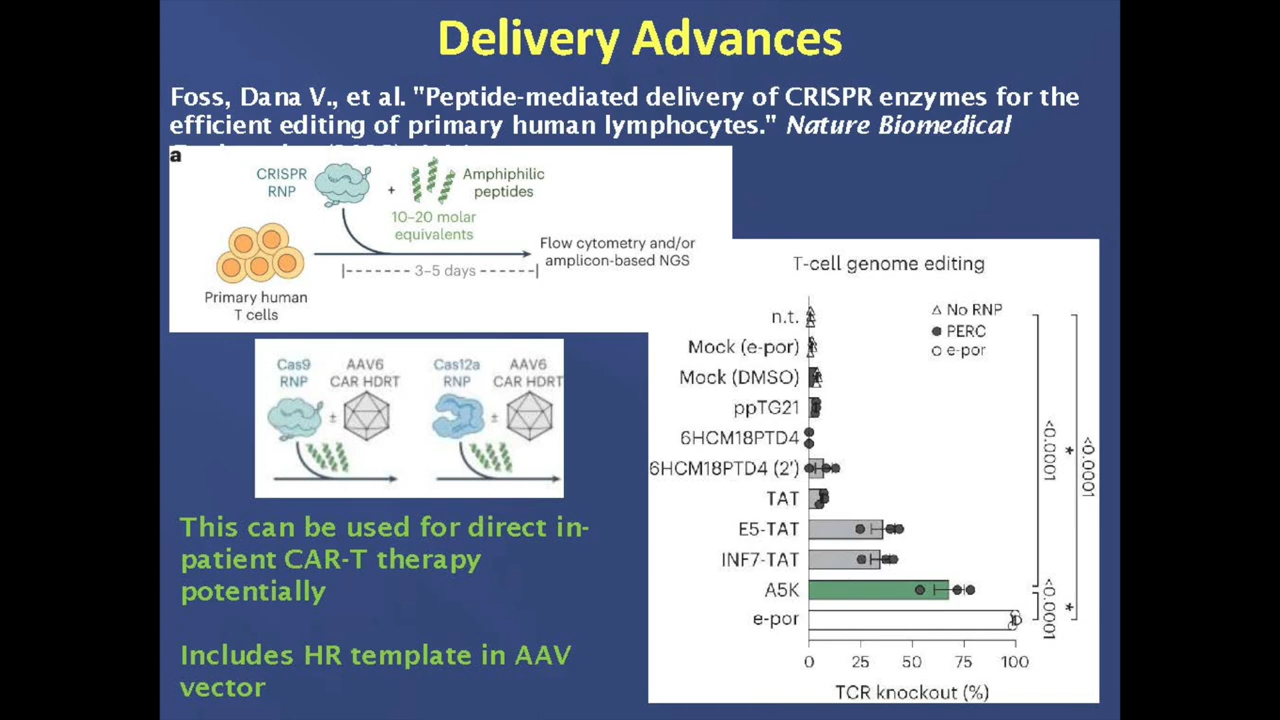 Delivery Advances
Foss, Dana V., et al. "Peptide-mediated delivery of CRISPR enzymes for the
efficient editing of primary human lymphocytes." Nature Biomedical
a
CRISPR
RNP
+
Amphiphilic
peptides
10–20 molar
equivalents
Primary human
T cells
3–5 days
Flow cytometry and/or
amplicon-based NGS
Cas9
RNP
±
AAV6
CAR HDRT
Cas12a
RNP
±
AAV6
CAR HDRT
This can be used for direct in-
patient CAR-T therapy
potentially
Includes HR template in AAV
vector
T-cell genome editing
No RNP
PERC
e-por
n.t.
Mock (e-por)
Mock (DMSO)
ppTG21
6HCM18PTD4
6HCM18PTD4 (2')
TAT
E5-TAT
INF7-TAT
A5K
e-por
0 25 50 75 100
TCR knockout (%)
<0.0001
*
<0.0001
<0.0001
*